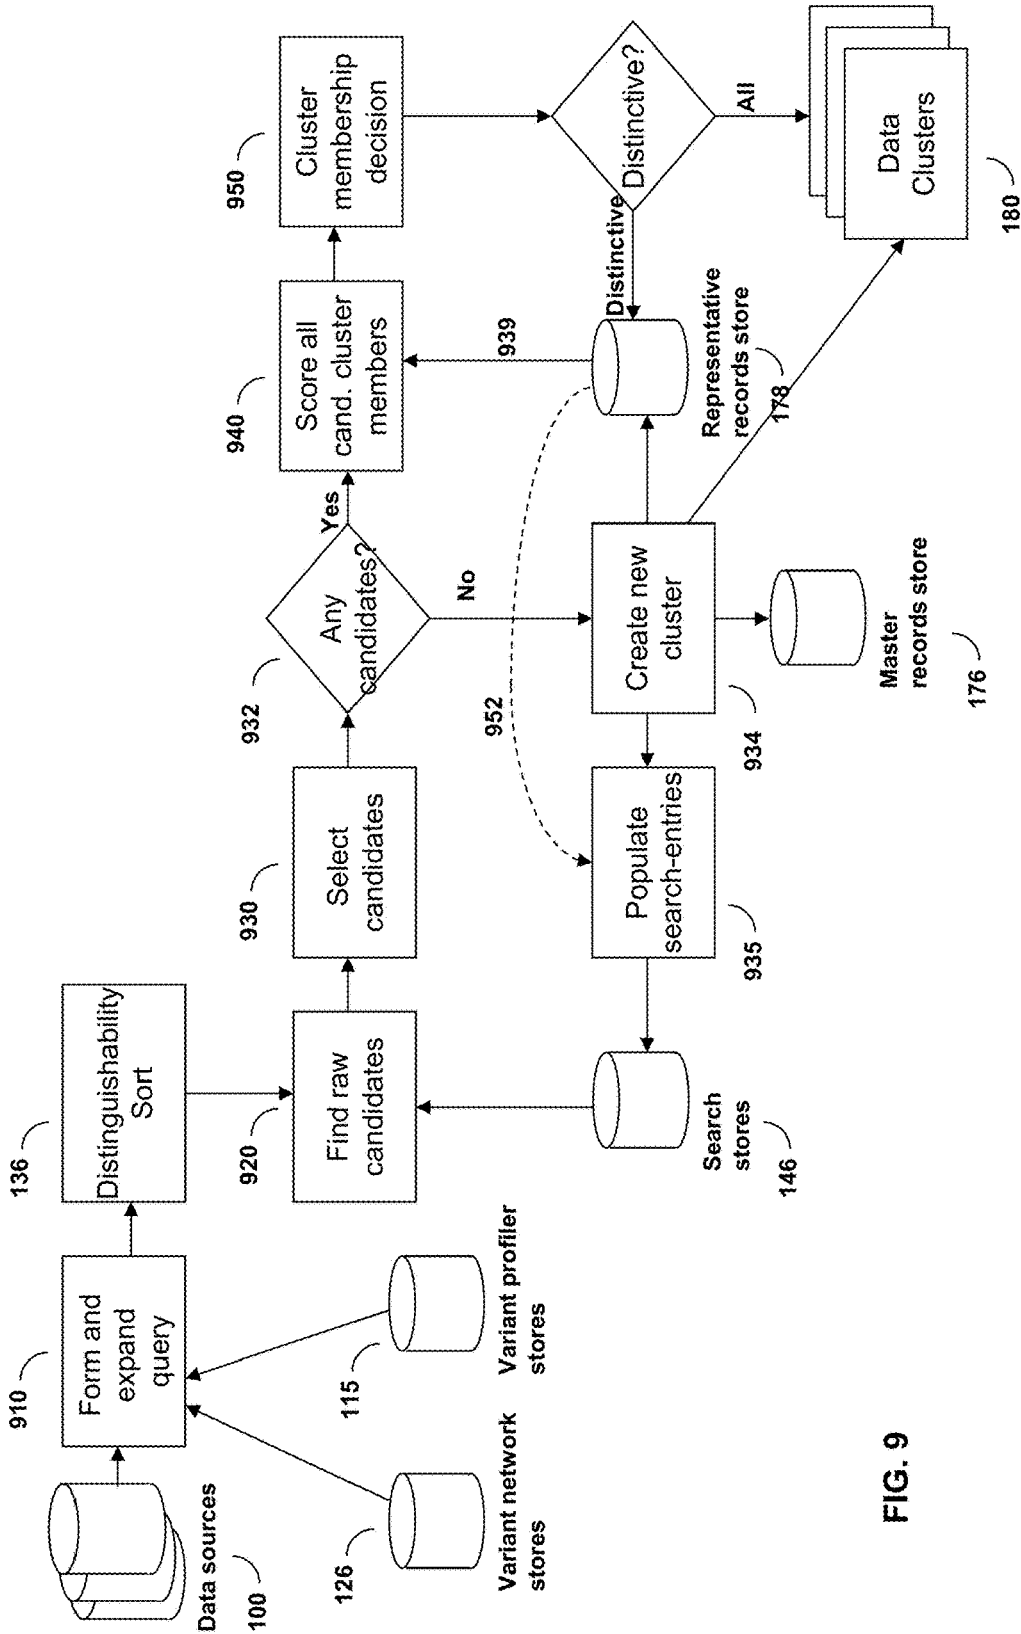 Data sources
100
910
Form and
expand
query
126
Variant network
stores
115
Variant profiler
stores
136
Distinguishability
Sort
920
Find raw
candidates
Search
stores
146
930
Select
candidates
932
Any
candidates?
Yes
No
940
Score all
cand. cluster
members
950
Cluster
membership
decision
Distinctive?
Distinctive
All
939
952
Representative
records store
178
Create new
cluster
934
Populate
search-entries
935
Master
records store
176
Data
Clusters
180
FIG. 9